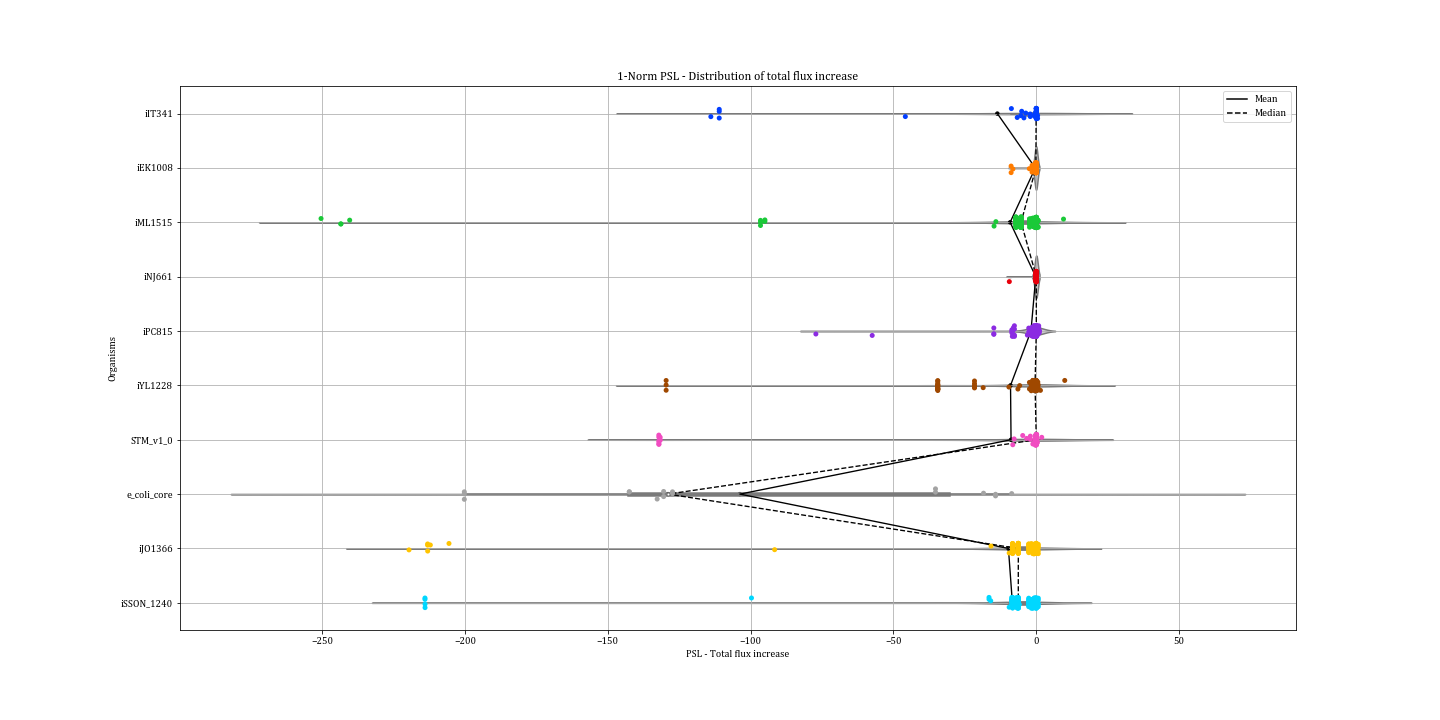 1-Norm PSL - Distribution of total flux increase
Mean
Median
iIT341
iEK1008
iML1515
iNJ661
iPC815
iYL1228
STM_v1_0
e_coli_core
iJO1366
iSSON_1240
Organisms
−250
−200
−150
−100
−50
0
50
PSL - Total flux increase